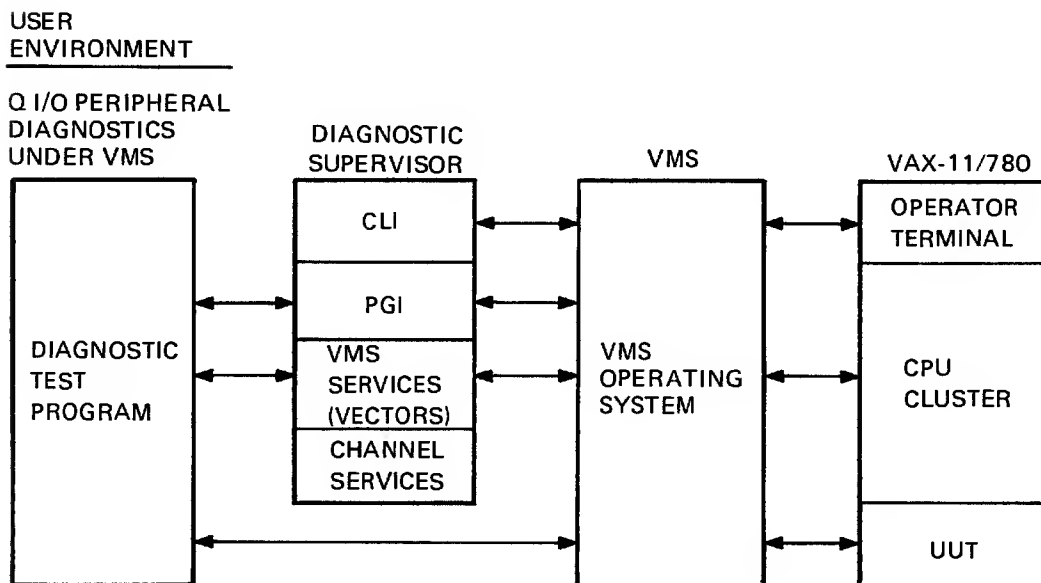 USER
ENVIRONMENT
Q I/O PERIPHERAL
DIAGNOSTICS
UNDER VMS
DIAGNOSTIC
SUPERVISOR
VMS
VAX-11/780
DIAGNOSTIC
TEST
PROGRAM
CLI
PGI
VMS
SERVICES
(VECTORS)
CHANNEL
SERVICES
VMS
OPERATING
SYSTEM
OPERATOR
TERMINAL
CPU
CLUSTER
UUT